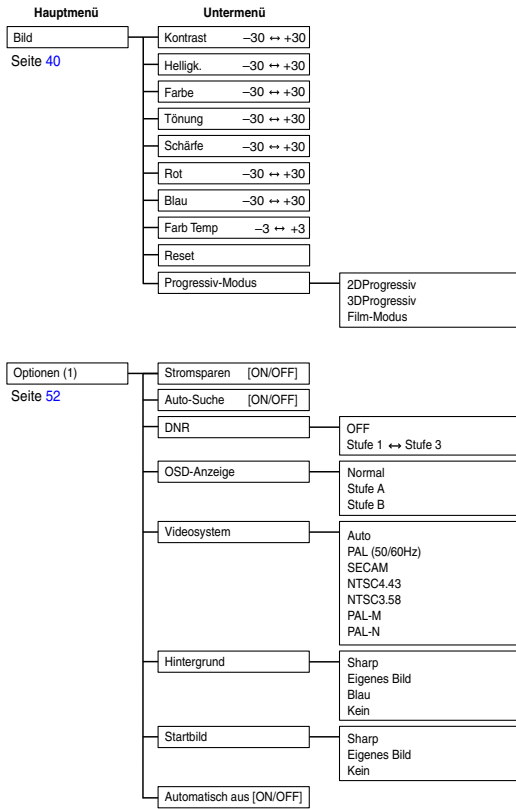 Hauptmenü Untermenü
Bild
Seite 40
Kontrast –30 ↔ +30
Helligk. –30 ↔ +30
Farbe –30 ↔ +30
Tönung –30 ↔ +30
Schärfe –30 ↔ +30
Rot –30 ↔ +30
Blau –30 ↔ +30
Farb Temp –3 ↔ +3
Reset
Progressiv-Modus
2DProgressiv
3DProgressiv
Film-Modus
Optionen (1)
Seite 52
Stromsparen [ON/OFF]
Auto-Suche [ON/OFF]
DNR
OFF
Stufe 1 ↔ Stufe 3
OSD-Anzeige
Normal
Stufe A
Stufe B
Videosystem
Auto
PAL (50/60Hz)
SECAM
NTSC4.43
NTSC3.58
PAL-M
PAL-N
Hintergrund
Sharp
Eigenes Bild
Blau
Kein
Startbild
Sharp
Eigenes Bild
Kein
Automatisch aus [ON/OFF]